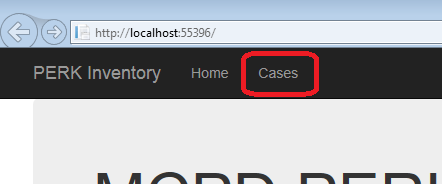 http://localhost:55396/
PERK Inventory Home Cases